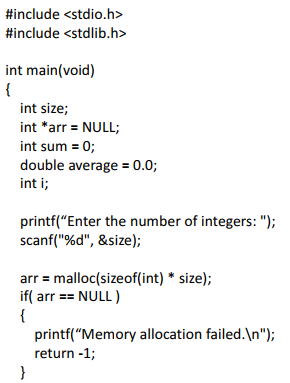 #include <stdio.h>
#include <stdlib.h>
int main(void)
{
int size;
int *arr = NULL;
int sum = 0;
double average = 0.0;
int i;
printf(“Enter the number of integers: ");
scanf("%d", &size);
arr = malloc(sizeof(int) * size);
if( arr == NULL )
{
printf(“Memory allocation failed.\n");
return -1;
}